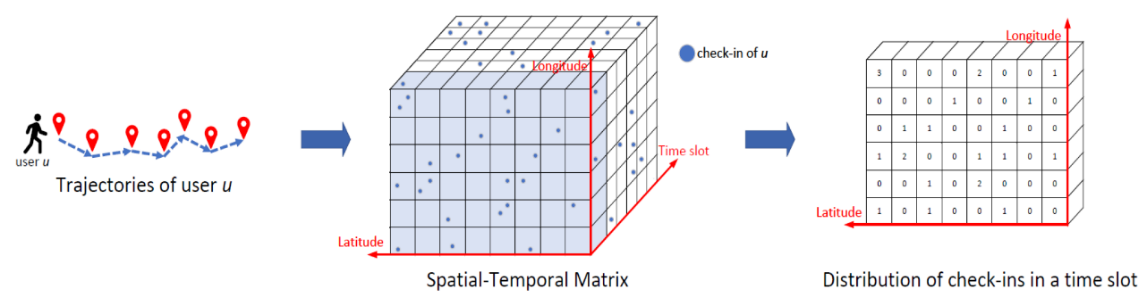 user u
Trajectories of user u
Longitude
check-in of u
Time slot
Latitude
Spatial-Temporal Matrix
Longitude
3 0 0 0 2 0 0 1
0 0 0 1 0 0 1 0
0 1 1 0 0 1 0 0
1 2 0 0 1 1 0 1
0 0 1 0 2 0 0 0
1 0 1 0 0 1 0 0
Latitude
Distribution of check-ins in a time slot